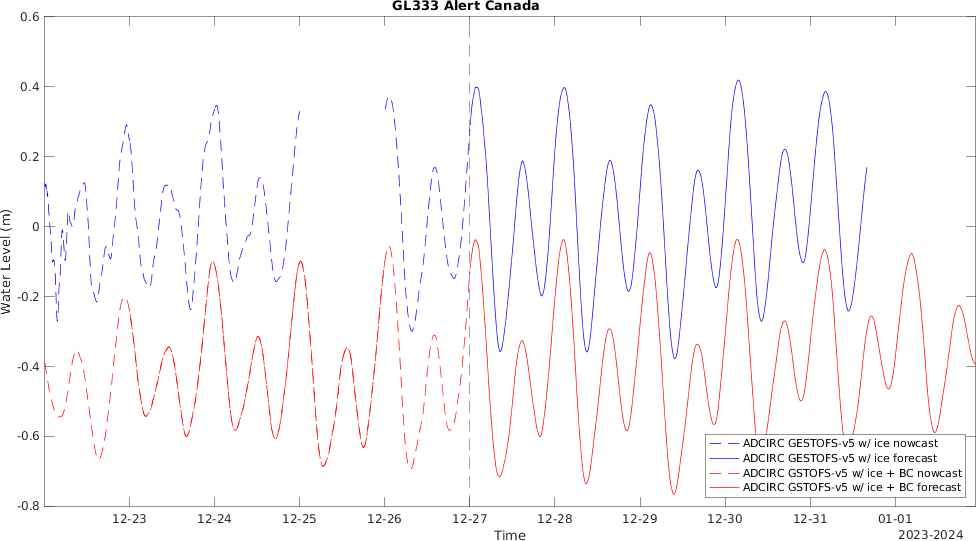 GL333 Alert Canada
0.6
0.4
0.2
0
-0.2
-0.4
-0.6
-0.8
Water Level (m)
12-23 12-24 12-25 12-26 12-27 12-28 12-29 12-30 12-31 01-01
Time
2023-2024
ADCIRC GESTOFS-v5 w/ ice nowcast
ADCIRC GESTOFS-v5 w/ ice forecast
ADCIRC GSTOFS-v5 w/ ice + BC nowcast
ADCIRC GSTOFS-v5 w/ ice + BC forecast